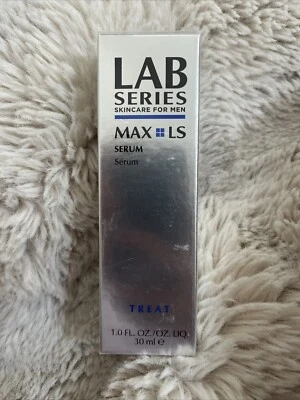 LAB
SERIES
SKINCARE FOR MEN
MAX LS
SERUM
Sérum
TREAT
1.0 FL. OZ./OZ. LIQ.
30 ml e